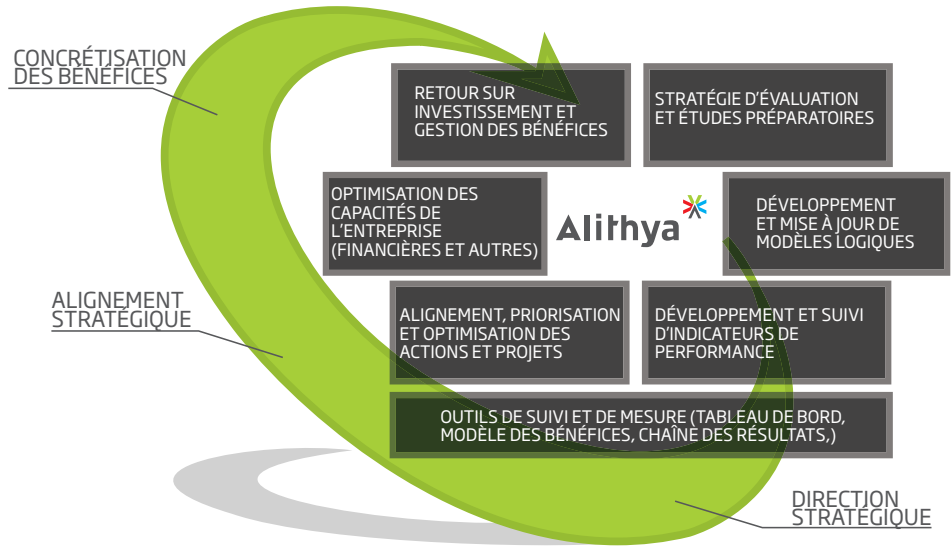 CONCRÉTISATION
DES BÉNÉFICES
RETOUR SUR
INVESTISSEMENT ET
GESTION DES BÉNÉFICES
STRATÉGIE D'ÉVALUATION
ET ÉTUDES PRÉPARATOIRES
OPTIMISATION DES
CAPACITÉS DE
L'ENTREPRISE
(FINANCIÈRES ET AUTRES)
Alithya
DÉVELOPPEMENT
ET MISE À JOUR DE
MODÈLES LOGIQUES
ALIGNEMENT
STRATÉGIQUE
ALIGNEMENT, PRIORISATION
ET OPTIMISATION DES
ACTIONS ET PROJETS
DÉVELOPPEMENT ET SUIVI
D'INDICATEURS DE
PERFORMANCE
OUTILS DE SUIVI ET DE MESURE (TABLEAU DE BORD,
MODÈLE DES BÉNÉFICES, CHAÎNE DES RÉSULTATS,)
DIRECTION
STRATÉGIQUE